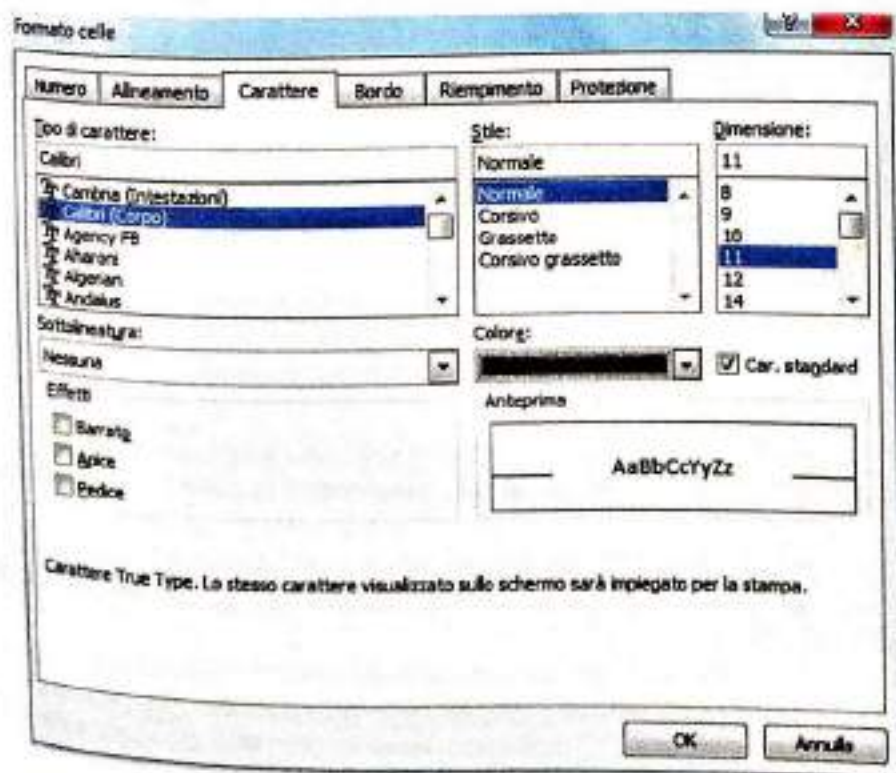 Formato celle
Numero Allineamento Carattere Bordo Riempimento Protezione
Tipo di carattere:
Calibri
Cambria (Intestazioni)
Calibri (Corpo)
Agency FB
Aharoni
Algerian
Andalus
Stile:
Normale
Normale
Corsivo
Grassetto
Corsivo grassetto
Dimensione:
11
8
9
10
11
12
14
Sottolineatura:
Nessuna
Colore:
Car. standard
Effetti
Barrato
Apice
Pedice
Anteprima
AaBbCcYyZz
Carattere True Type. Lo stesso carattere visualizzato sullo schermo sarà impiegato per la stampa.
OK Annulla